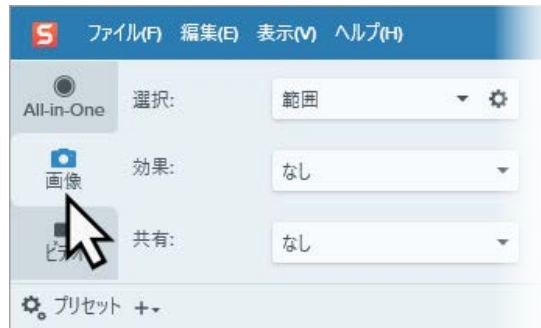 S ファイル(F) 編集(E) 表示(V) ヘルプ(H)
All-in-One 選択: 範囲
画像 効果: なし
共有: なし
プリセット +